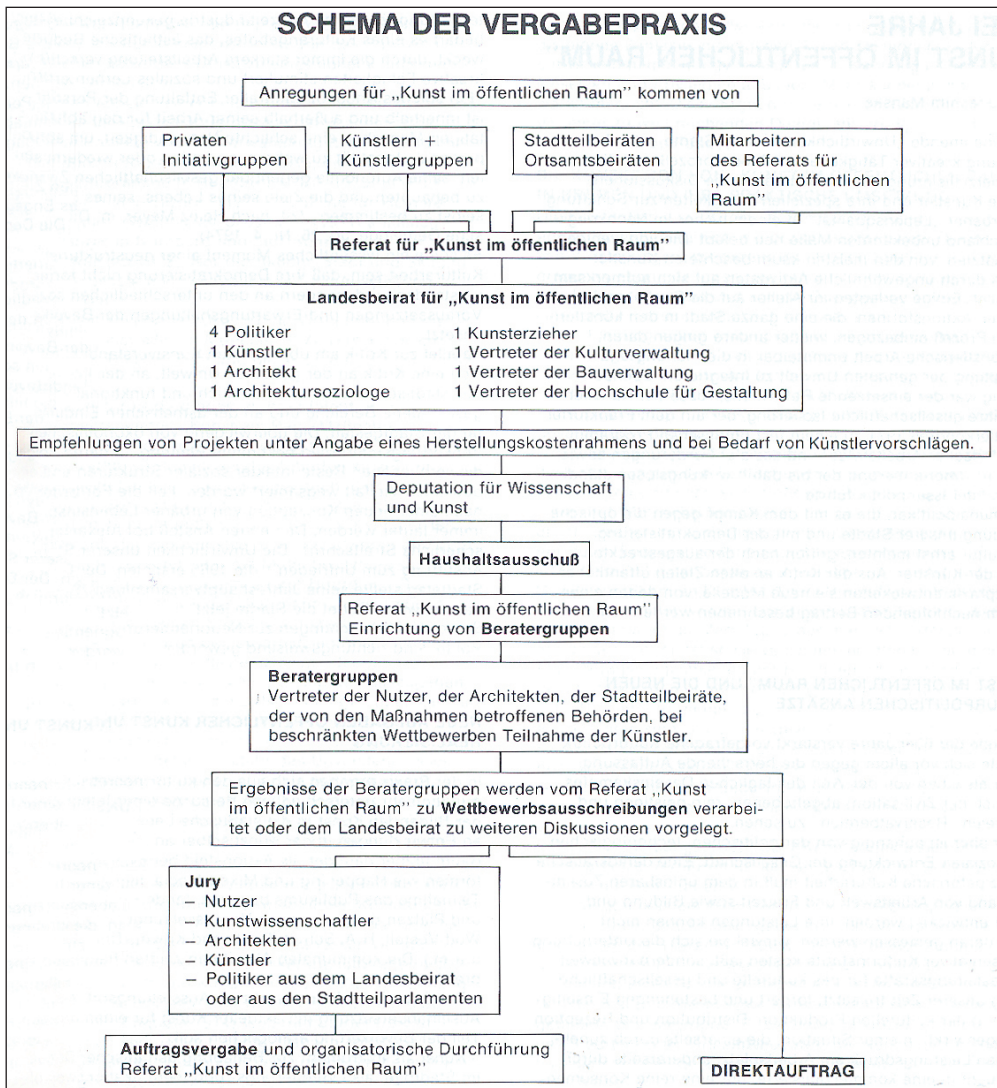 SCHEMA DER VERGABEPRAXIS
Anregungen für „Kunst im öffentlichen Raum” kommen von
Privaten
Initiativgruppen
Künstlern +
Künstlergruppen
Stadtteilbeiräten
Ortsamtsbeiräten
Mitarbeitern
des Referats für
„Kunst im öffentlichen
Raum”
Referat für „Kunst im öffentlichen Raum”
Landesbeirat für „Kunst im öffentlichen Raum”
4 Politiker
1 Künstler
1 Architekt
1 Architektursoziologe
1 Kunsterzieher
1 Vertreter der Kulturverwaltung
1 Vertreter der Bauverwaltung
1 Vertreter der Hochschule für Gestaltung
Empfehlungen von Projekten unter Angabe eines Herstellungskostenrahmens und bei Bedarf von Künstlervorschlägen.
Deputation für Wissenschaft
und Kunst
Haushaltsausschuß
Referat „Kunst im öffentlichen Raum”
Einrichtung von Beratergruppen
Beratergruppen
Vertreter der Nutzer, der Architekten, der Stadtteilbeiräte,
der von den Maßnahmen betroffenen Behörden, bei
beschränkten Wettbewerben Teilnahme der Künstler.
Ergebnisse der Beratergruppen werden vom Referat „Kunst
im öffentlichen Raum” zu Wettbewerbsausschreibungen verarbei
tet oder dem Landesbeirat zu weiteren Diskussionen vorgelegt.
Jury
– Nutzer
– Kunstwissenschaftler
– Architekten
– Künstler
– Politiker aus dem Landesbeirat
oder aus den Stadtteilparlamenten
Auftragsvergabe und organisatorische Durchführung
Referat „Kunst im öffentlichen Raum”
DIREKTAUFTRAG